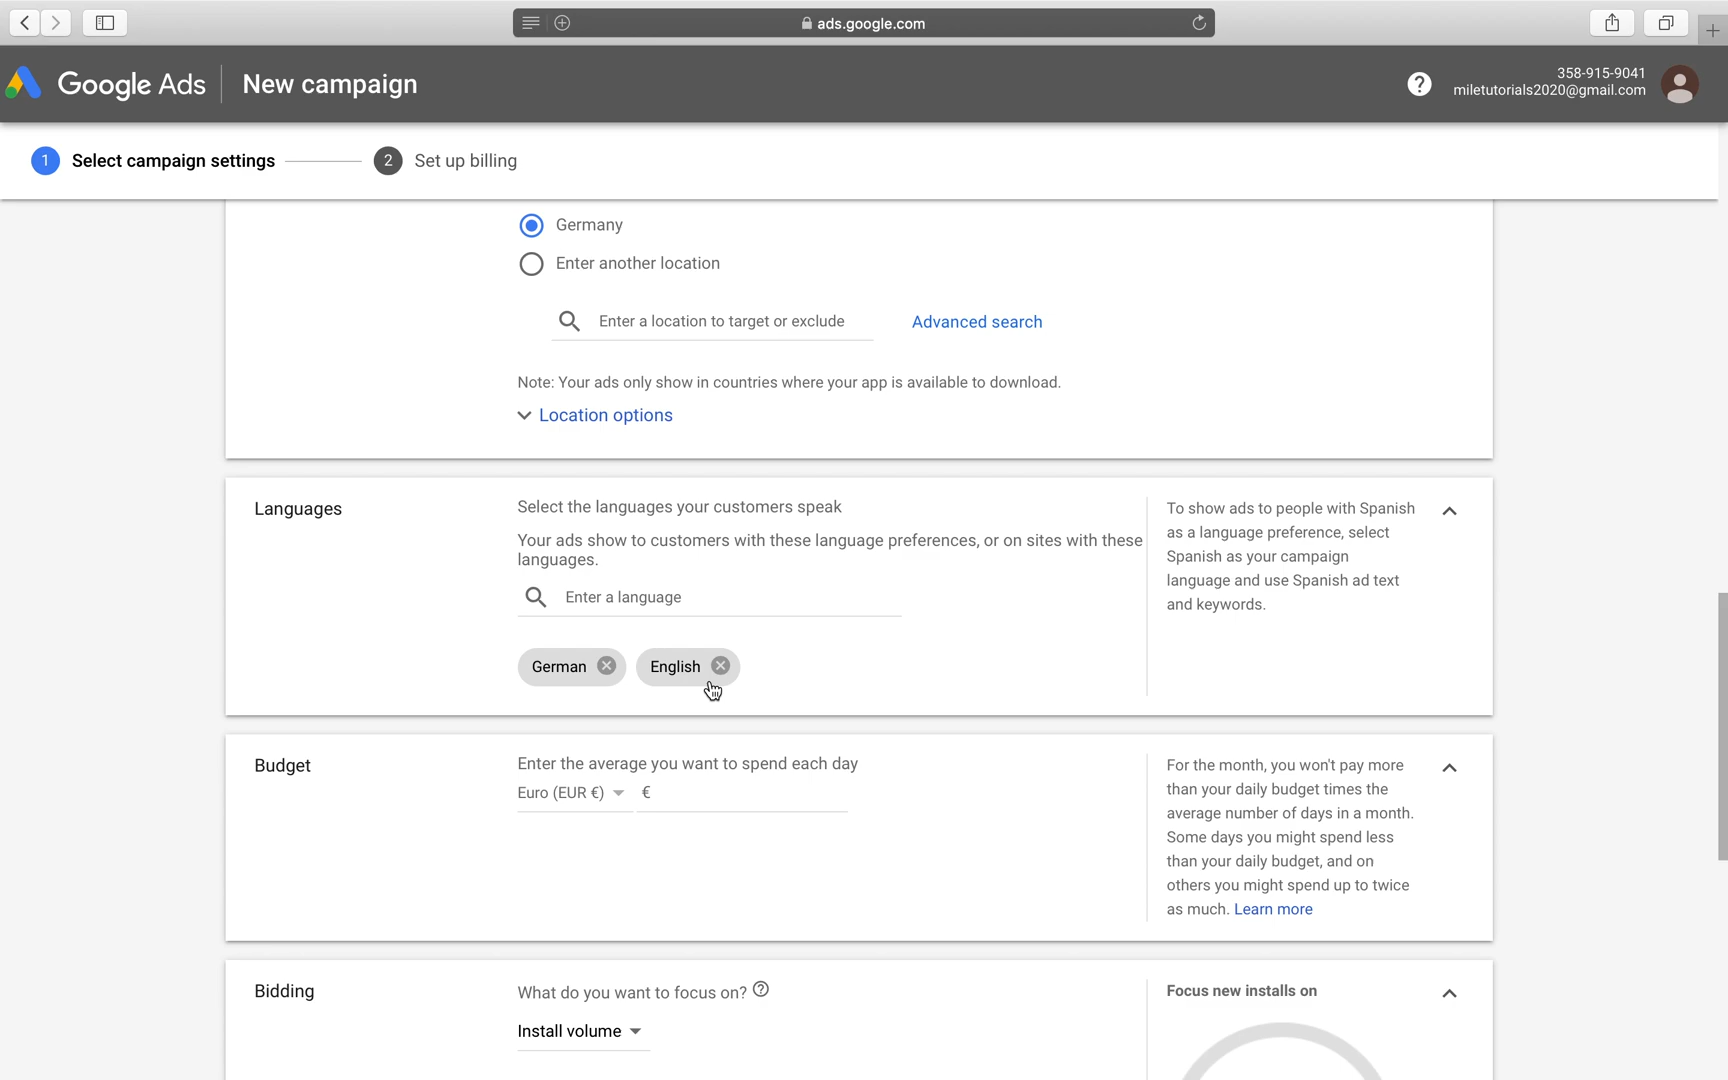 ads.google.com
Google Ads New campaign
358-915-9041
miletutorials2020@gmail.com
1 Select campaign settings 2 Set up billing
Germany
Enter another location
Enter a location to target or exclude Advanced search
Note: Your ads only show in countries where your app is available to download.
Location options
Languages
Select the languages your customers speak
Your ads show to customers with these language preferences, or on sites with these
languages.
Enter a language
German English
To show ads to people with Spanish
as a language preference, select
Spanish as your campaign
language and use Spanish ad text
and keywords.
Budget
Enter the average you want to spend each day
Euro (EUR €) €
For the month, you won't pay more
than your daily budget times the
average number of days in a month.
Some days you might spend less
than your daily budget, and on
others you might spend up to twice
as much. Learn more
Bidding
What do you want to focus on?
Install volume
Focus new installs on